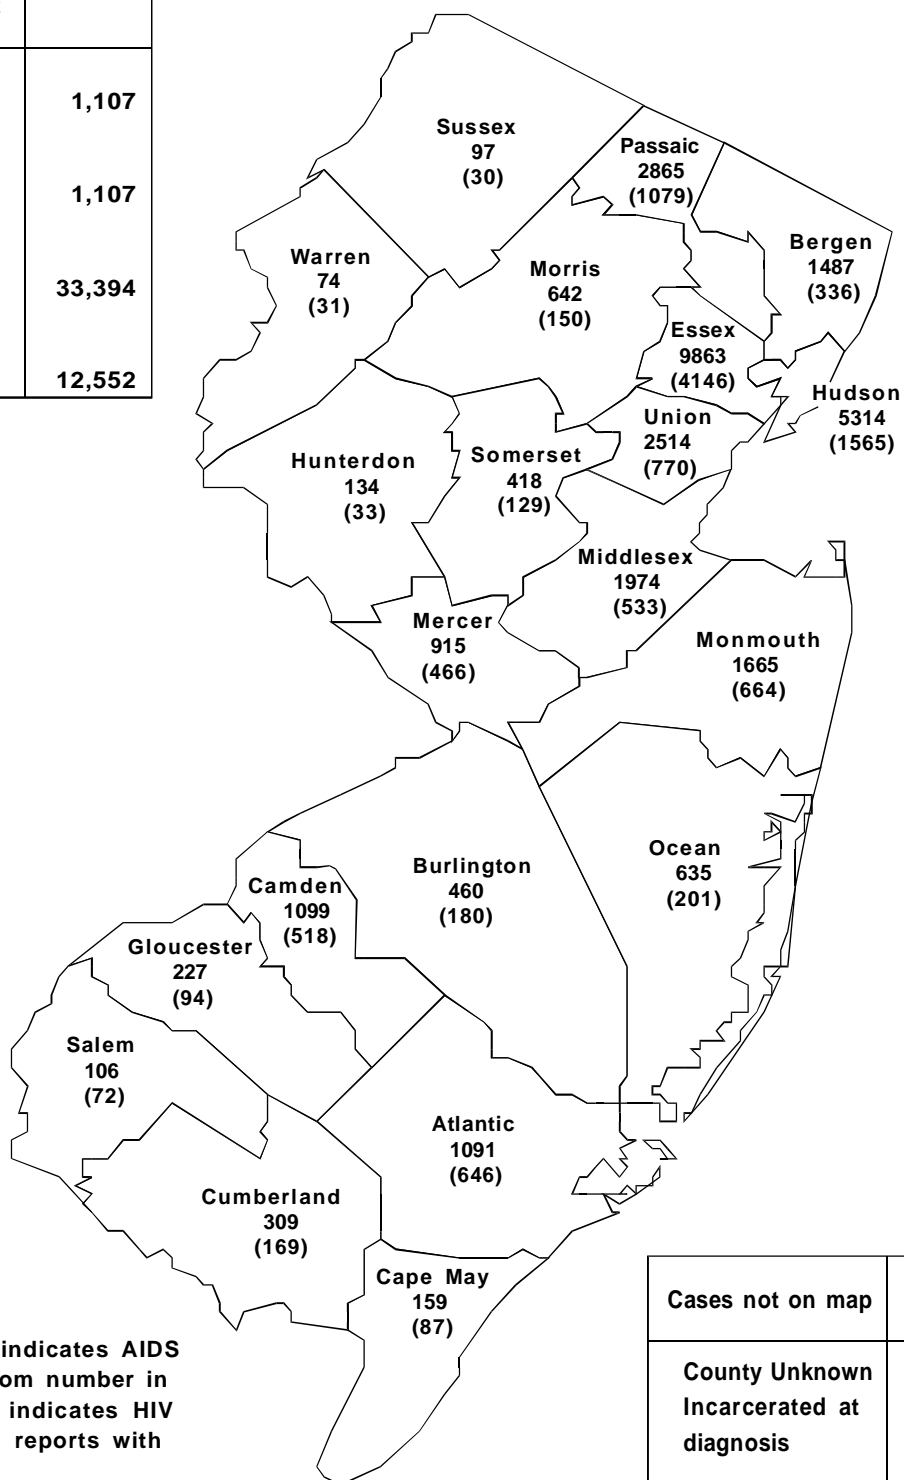 1,107
1,107
33,394
12,552
Sussex
97
(30)
Passaic
2865
(1079)
Bergen
1487
(336)
Warren
74
(31)
Morris
642
(150)
Essex
9863
(4146)
Hudson
5314
(1565)
Union
2514
(770)
Hunterdon
134
(33)
Somerset
418
(129)
Middlesex
1974
(533)
Mercer
915
(466)
Monmouth
1665
(664)
Ocean
635
(201)
Burlington
460
(180)
Camden
1099
(518)
Gloucester
227
(94)
Salem
106
(72)
Atlantic
1091
(646)
Cumberland
309
(169)
Cape May
159
(87)
indicates AIDS
om number in
indicates HIV
reports with
Cases not on map
County Unknown
Incarcerated at
diagnosis